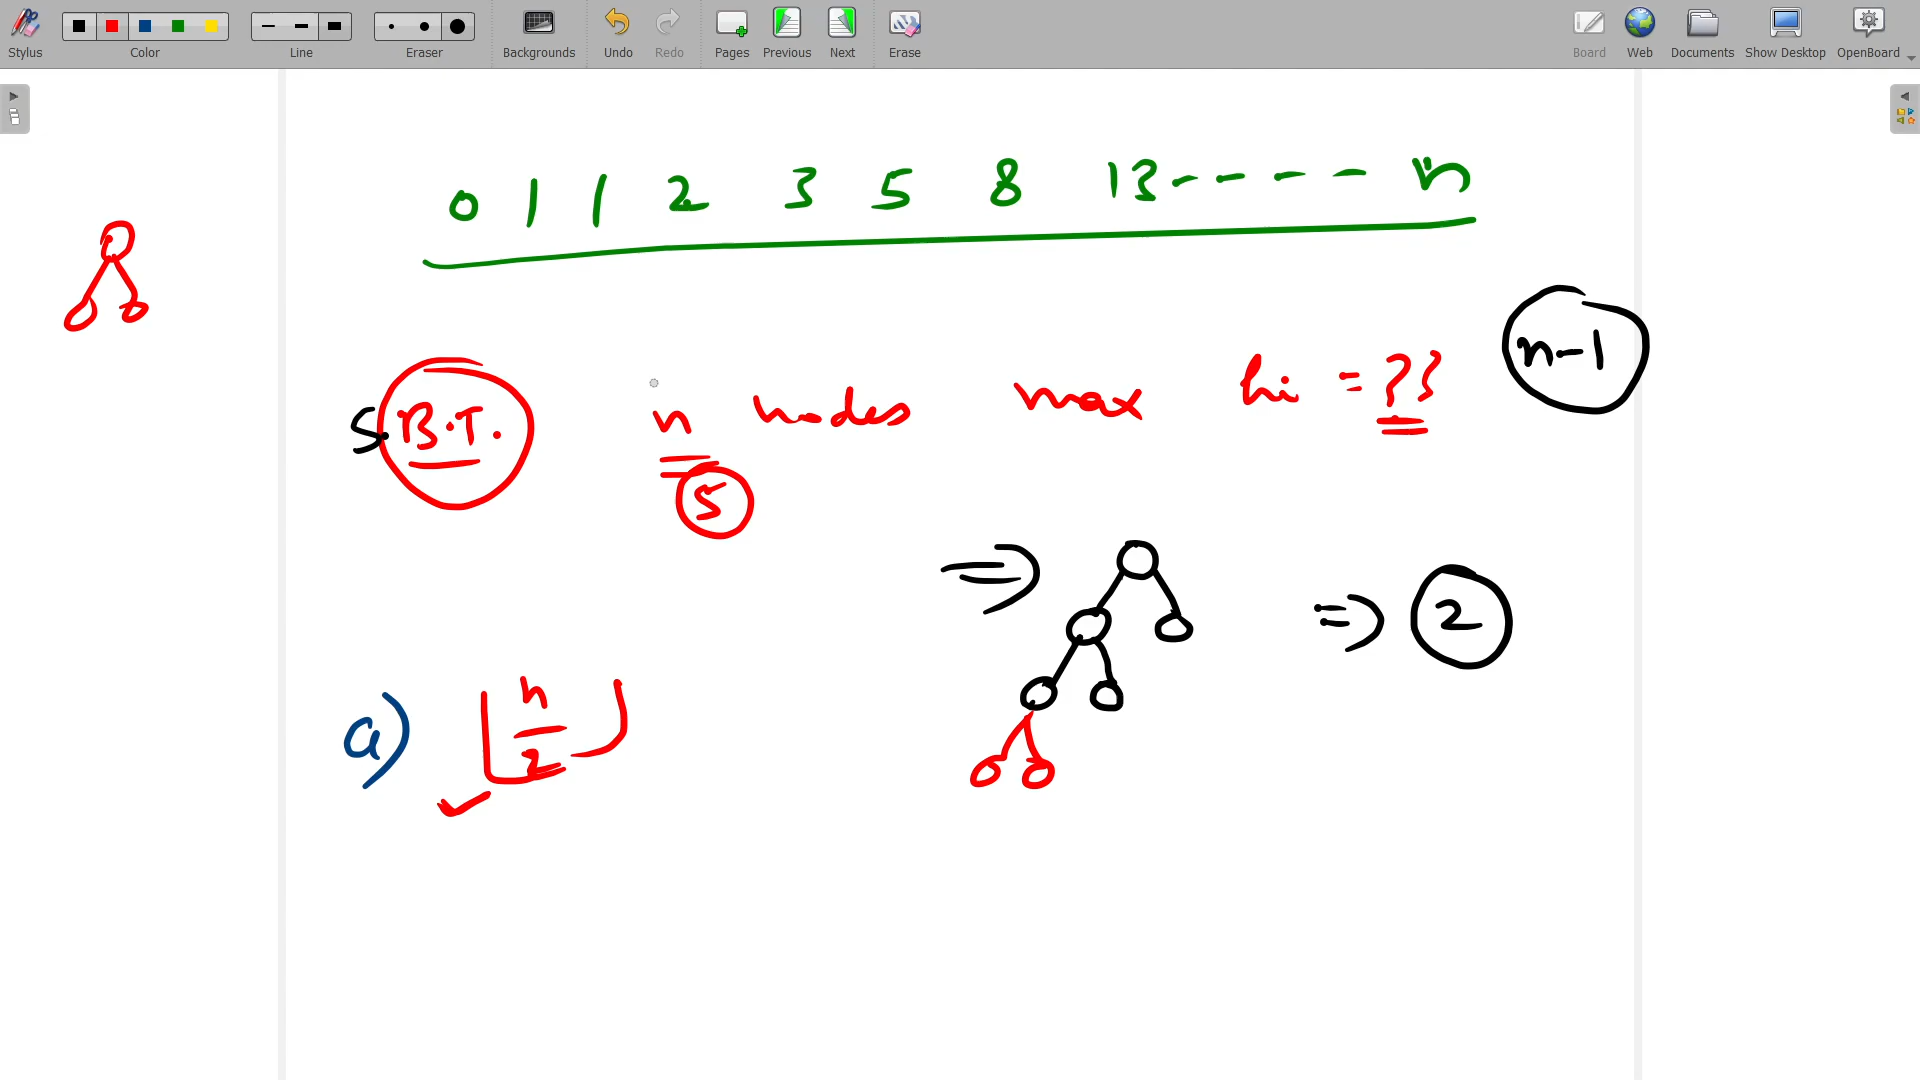 Stylus Color Line Eraser Backgrounds Undo Redo Pages Previous Next Erase Board Web Documents Show Desktop OpenBoard
0 1 1 2 3 5 8 13 - - - - n
n-1
S.B.T. n nodes max hi = ??
5
=> => 2
a) ⌊n/2⌋